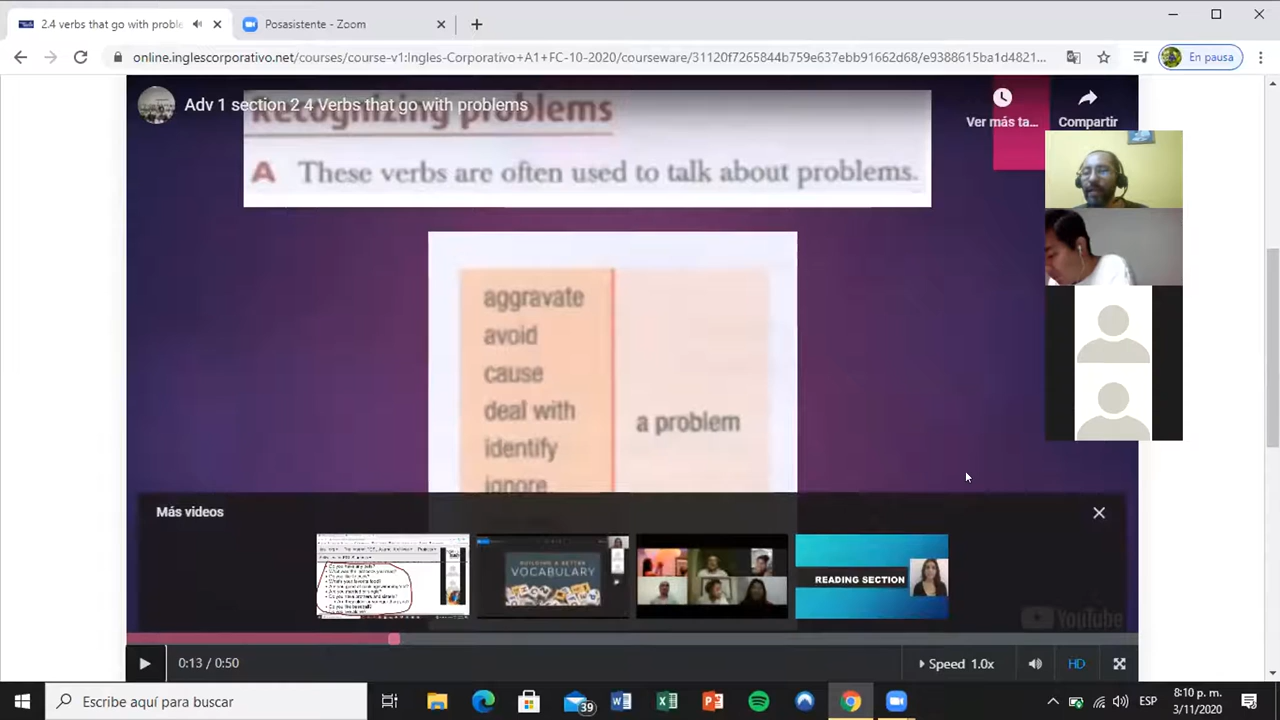 2.4 verbs that go with proble
Posasistente - Zoom
online.inglescorporativo.net/courses/course-v1:Ingles-Corporativo+A1+FC-10-2020/courseware/31120f7265844b759e637ebb91662d68/e9388615ba1d4821...
En pausa
Adv 1 section 2 4 Verbs that go with problems
Recognizing problems
Ver más ta...
Compartir
A These verbs are often used to talk about problems.
aggravate
avoid
cause
deal with
a problem
identify
ignore
Más videos
BUILDING A BETTER
VOCABULARY
READING SECTION
YouTube
0:13 / 0:50
Speed 1.0x
HD
Escribe aquí para buscar
39
ESP
8:10 p. m.
3/11/2020